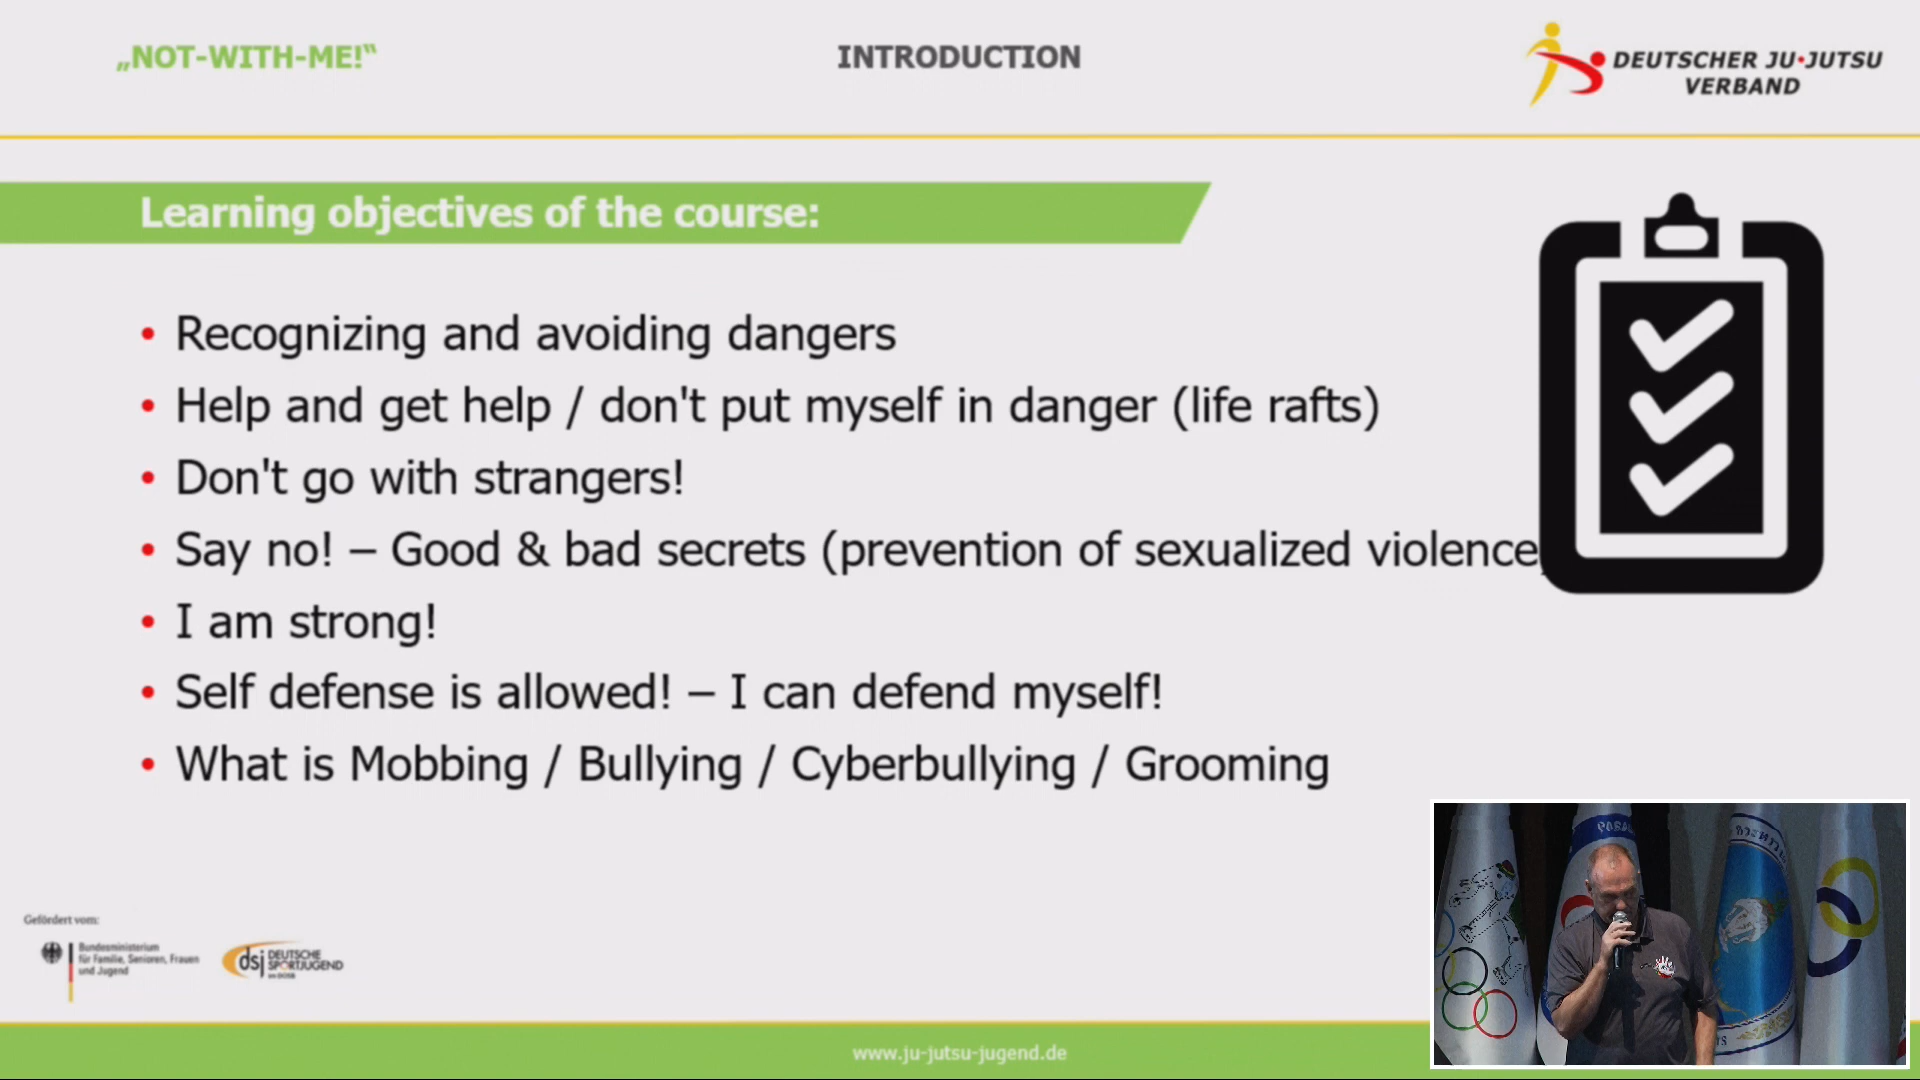 „NOT-WITH-ME!“
INTRODUCTION
DEUTSCHER JU•JUTSU
VERBAND
Learning objectives of the course:
• Recognizing and avoiding dangers
• Help and get help / don't put myself in danger (life rafts)
• Don't go with strangers!
• Say no! – Good & bad secrets (prevention of sexualized violence)
• I am strong!
• Self defense is allowed! – I can defend myself!
• What is Mobbing / Bullying / Cyberbullying / Grooming
Gefördert vom:
Bundesministerium
für Familie, Senioren, Frauen
und Jugend
dsj DEUTSCHE
SPORTJUGEND
im DOSB
www.ju-jutsu-jugend.de